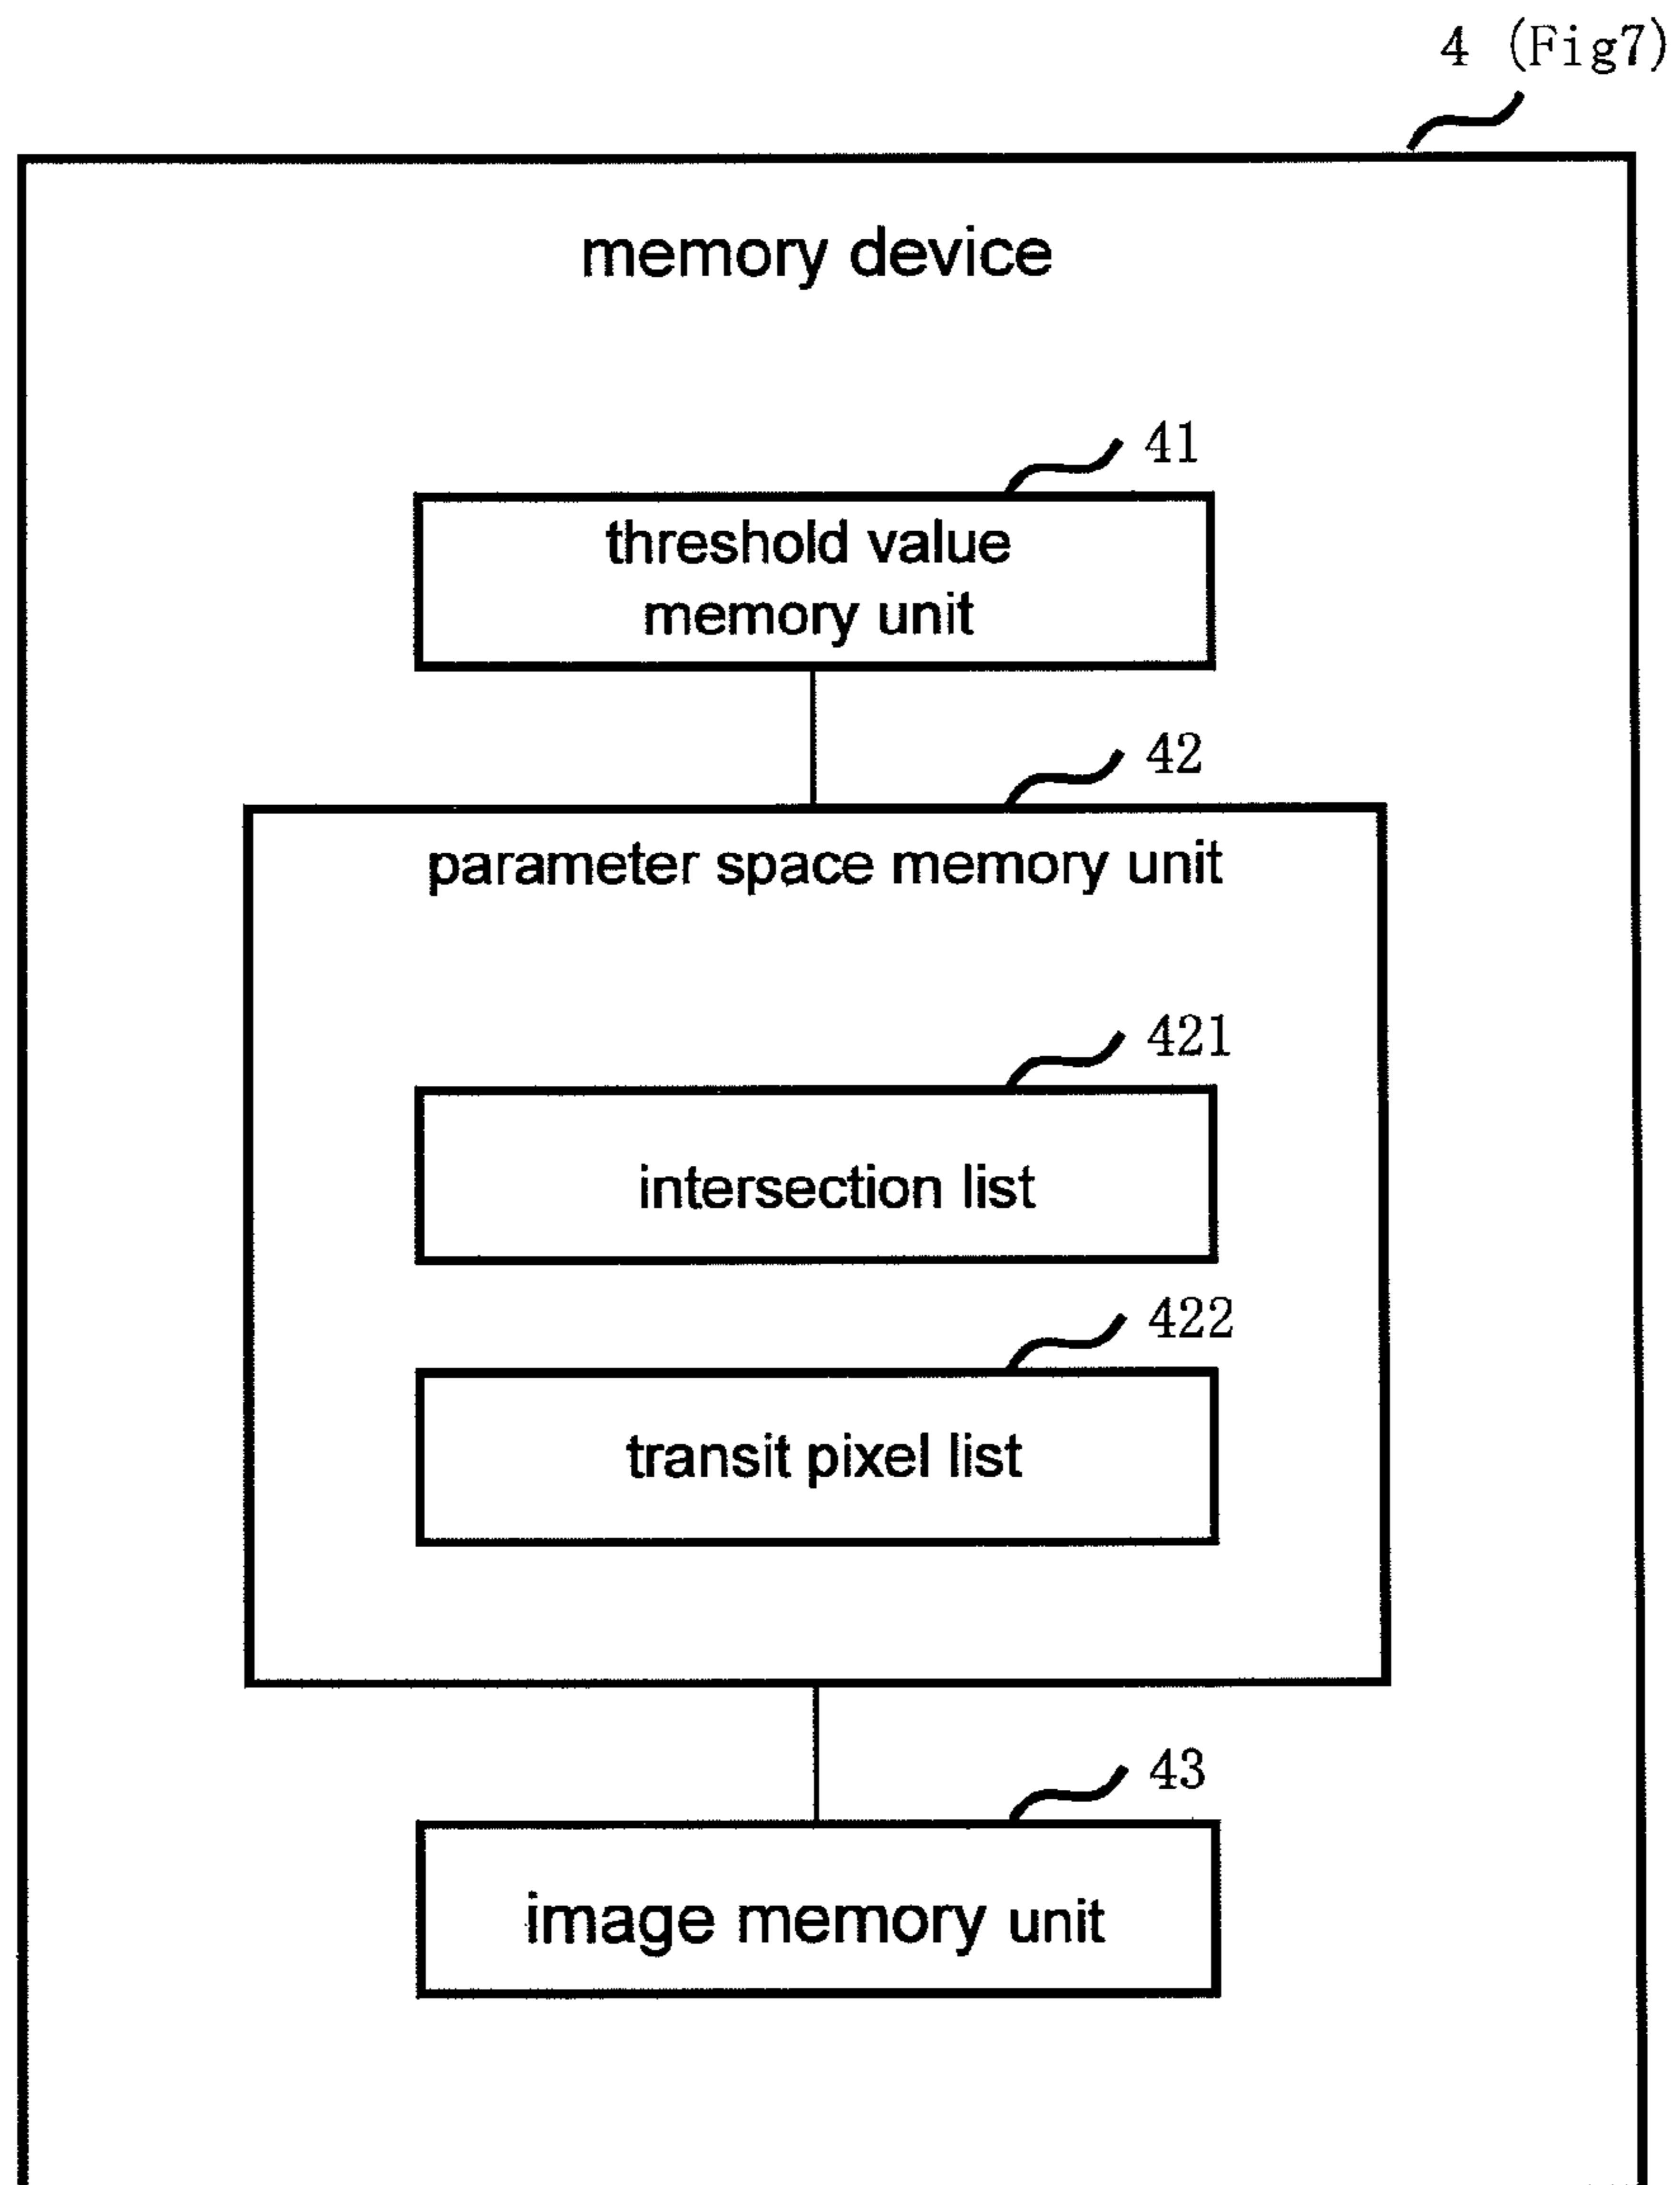 4 (Fig7)
memory device
41
threshold value
memory unit
42
parameter space memory unit
421
intersection list
422
transit pixel list
43
image memory unit